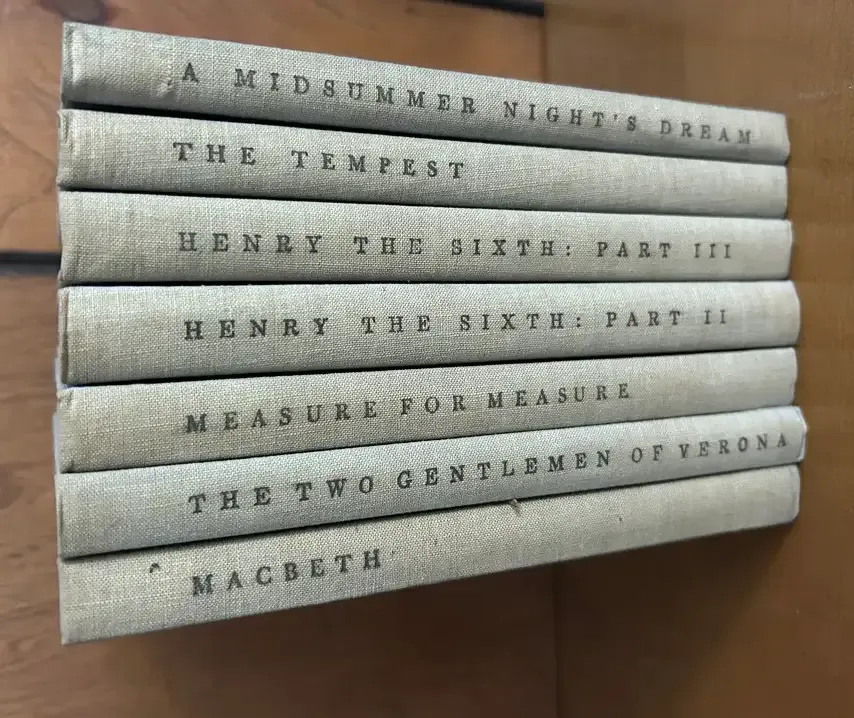 A MIDSUMMER NIGHT'S DREAM
THE TEMPEST
HENRY THE SIXTH: PART III
HENRY THE SIXTH: PART II
MEASURE FOR MEASURE
THE TWO GENTLEMEN OF VERONA
MACBETH